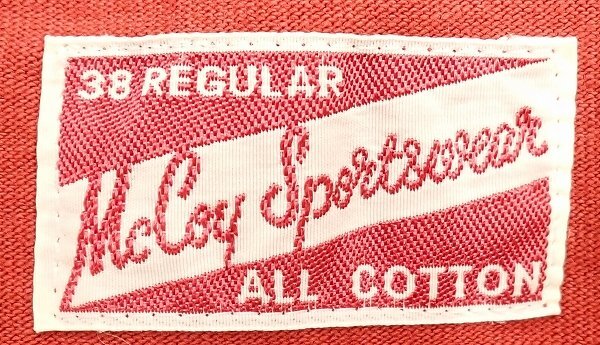 38 REGULAR
McCoy Sportswear
ALL COTTON